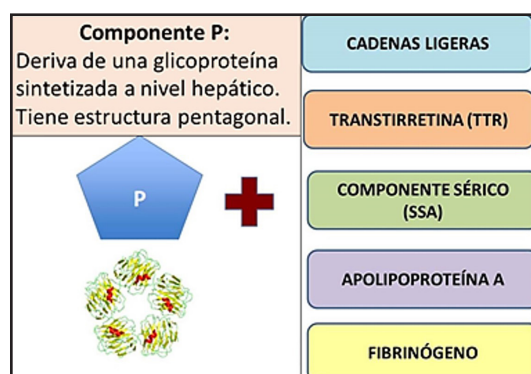 Componente P:
Deriva de una glicoproteína
sintetizada a nivel hepático.
Tiene estructura pentagonal.
P
CADENAS LIGERAS
TRANSTIRRETINA (TTR)
COMPONENTE SÉRICO
(SSA)
APOLIPOPROTEÍNA A
FIBRINÓGENO